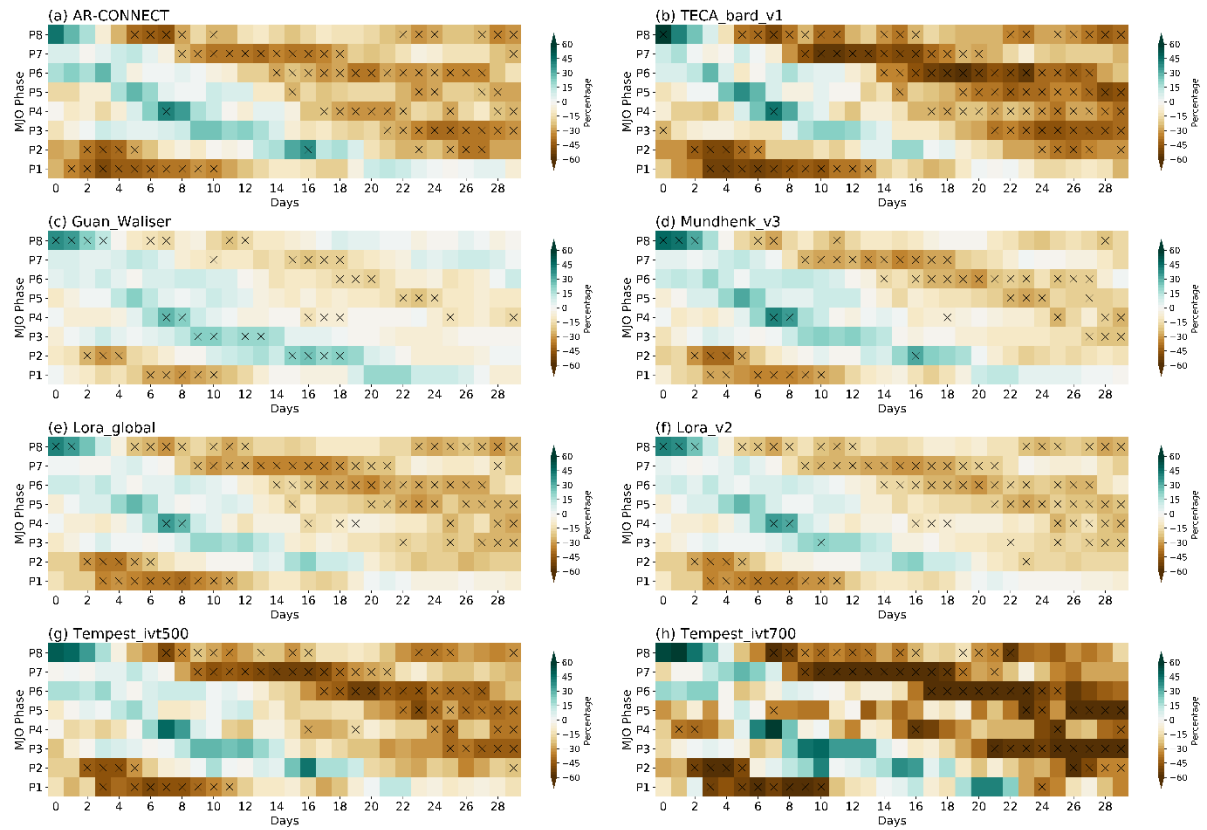 (a) AR-CONNECT
P8
P7
P6
P5
P4
P3
P2
P1
MJO Phase
0 2 4 6 8 10 12 14 16 18 20 22 24 26 28
Days
60
45
30
15
0
−15
−30
−45
−60
Percentage
(b) TECA_bard_v1
P8
P7
P6
P5
P4
P3
P2
P1
MJO Phase
0 2 4 6 8 10 12 14 16 18 20 22 24 26 28
Days
60
45
30
15
0
−15
−30
−45
−60
Percentage
(c) Guan_Waliser
P8
P7
P6
P5
P4
P3
P2
P1
MJO Phase
0 2 4 6 8 10 12 14 16 18 20 22 24 26 28
Days
60
45
30
15
0
−15
−30
−45
−60
Percentage
(d) Mundhenk_v3
P8
P7
P6
P5
P4
P3
P2
P1
MJO Phase
0 2 4 6 8 10 12 14 16 18 20 22 24 26 28
Days
60
45
30
15
0
−15
−30
−45
−60
Percentage
(e) Lora_global
P8
P7
P6
P5
P4
P3
P2
P1
MJO Phase
0 2 4 6 8 10 12 14 16 18 20 22 24 26 28
Days
60
45
30
15
0
−15
−30
−45
−60
Percentage
(f) Lora_v2
P8
P7
P6
P5
P4
P3
P2
P1
MJO Phase
0 2 4 6 8 10 12 14 16 18 20 22 24 26 28
Days
60
45
30
15
0
−15
−30
−45
−60
Percentage
(g) Tempest_ivt500
P8
P7
P6
P5
P4
P3
P2
P1
MJO Phase
0 2 4 6 8 10 12 14 16 18 20 22 24 26 28
Days
60
45
30
15
0
−15
−30
−45
−60
Percentage
(h) Tempest_ivt700
P8
P7
P6
P5
P4
P3
P2
P1
MJO Phase
0 2 4 6 8 10 12 14 16 18 20 22 24 26 28
Days
60
45
30
15
0
−15
−30
−45
−60
Percentage